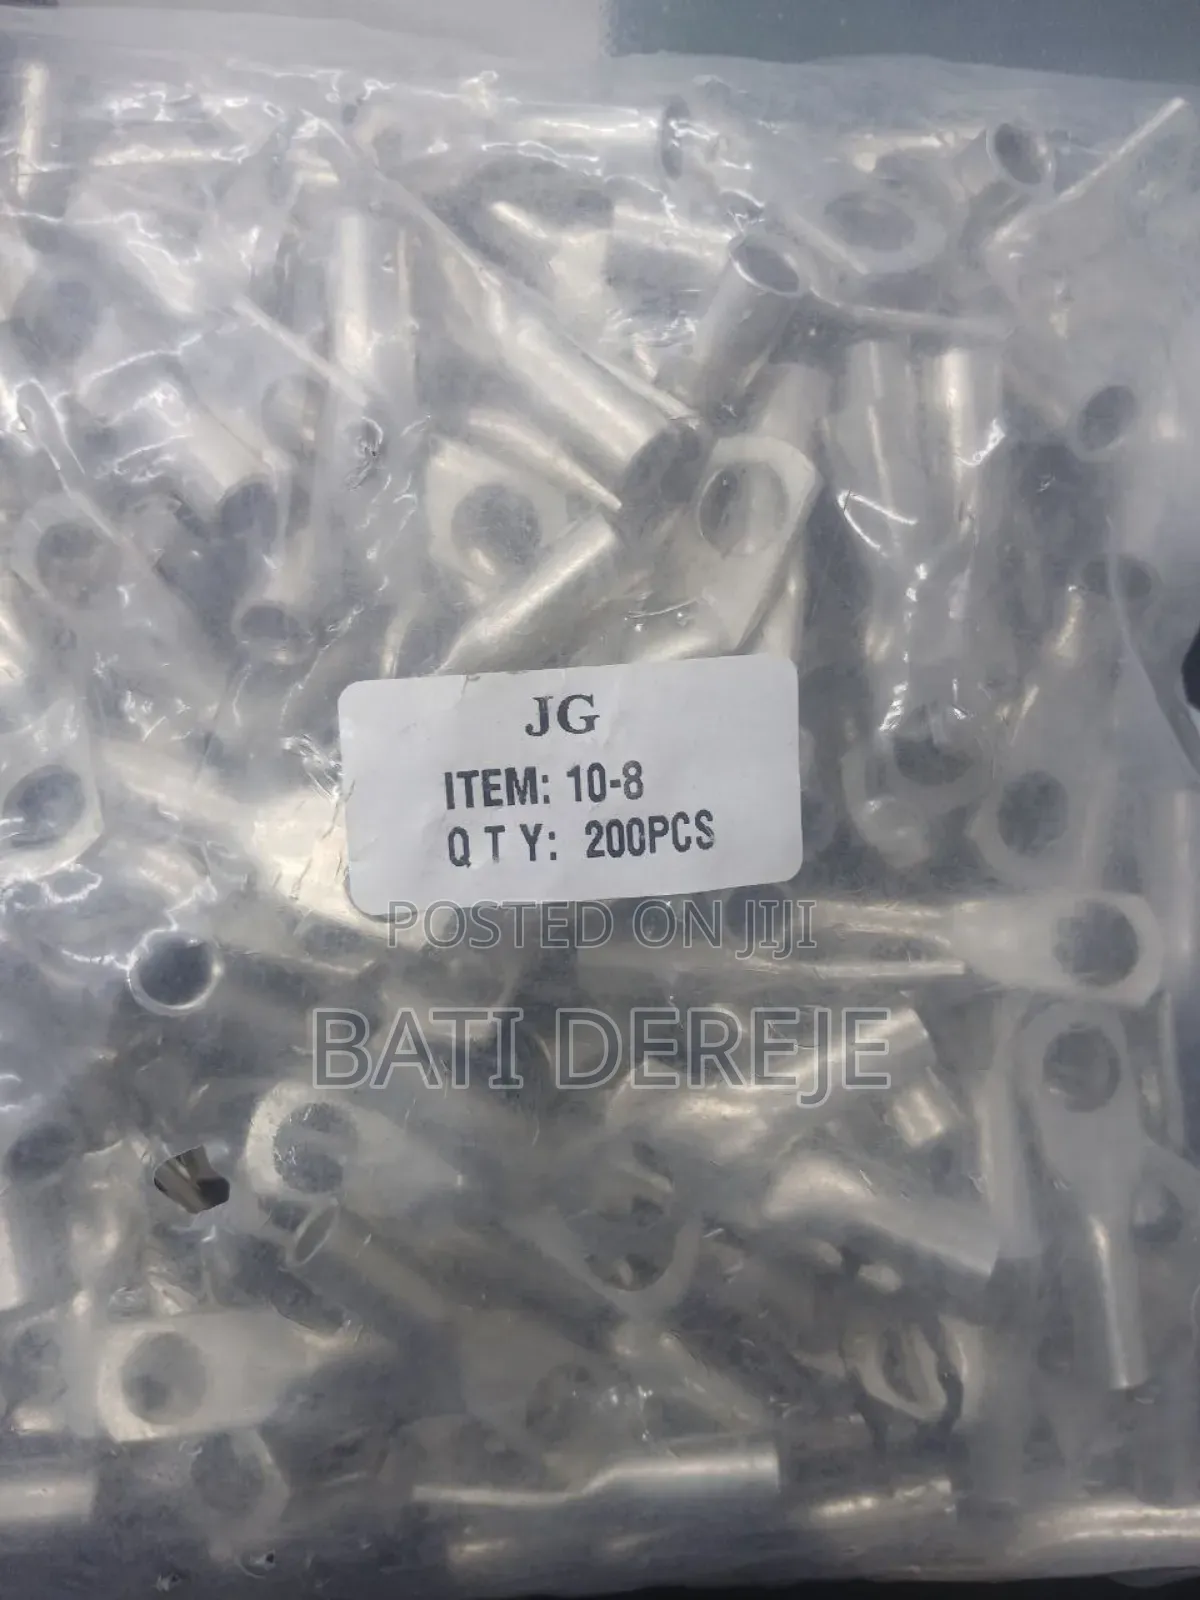 JG
ITEM: 10-8
Q T Y: 200PCS
POSTED ON JIJI
BATI DEREJE